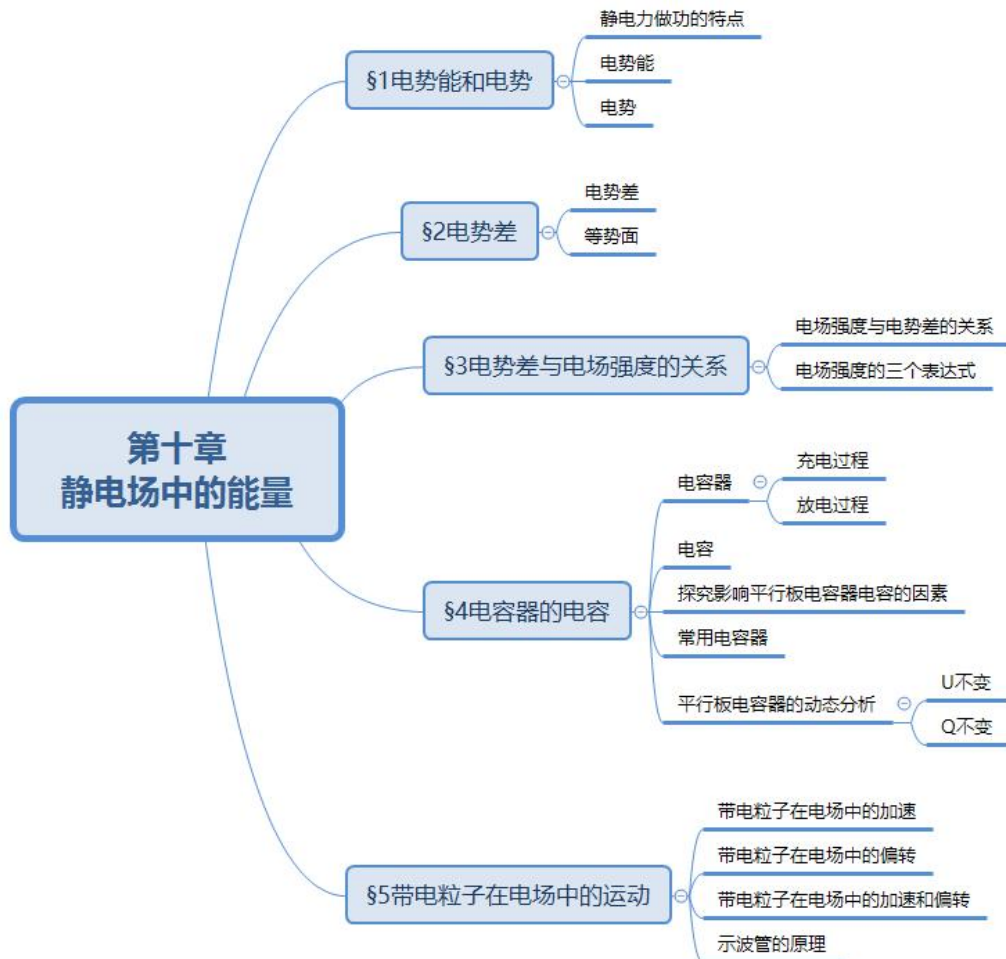 静电力做功的特点
§1电势能和电势
电势能
电势
电势差
§2电势差
等势面
电场强度与电势差的关系
§3电势差与电场强度的关系
电场强度的三个表达式
第十章
静电场中的能量
充电过程
电容器
放电过程
电容
§4电容器的电容
探究影响平行板电容器电容的因素
常用电容器
U不变
平行板电容器的动态分析
Q不变
带电粒子在电场中的加速
带电粒子在电场中的偏转
§5带电粒子在电场中的运动
带电粒子在电场中的加速和偏转
示波管的原理